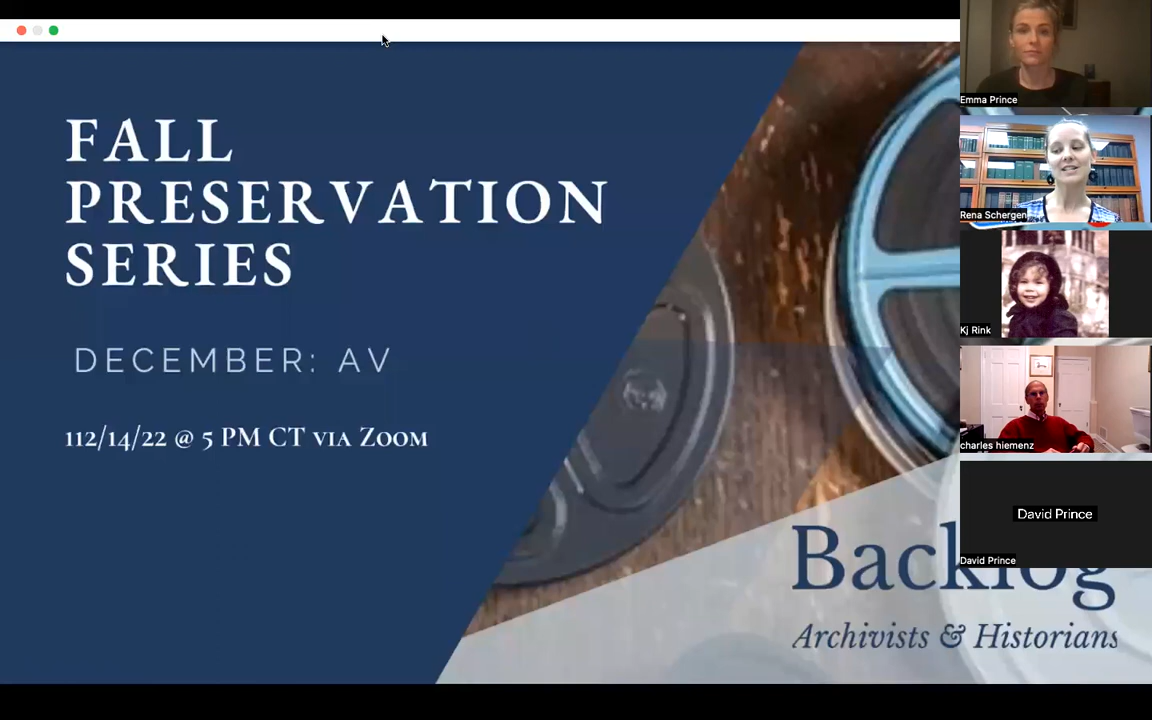 FALL
PRESERVATION
SERIES
DECEMBER: AV
112/14/22 @ 5 PM CT VIA ZOOM
Backlog
Archivists & Historians
Emma Prince
Rena Schergen
Kj Rink
charles hiemenz
David Prince
David Prince